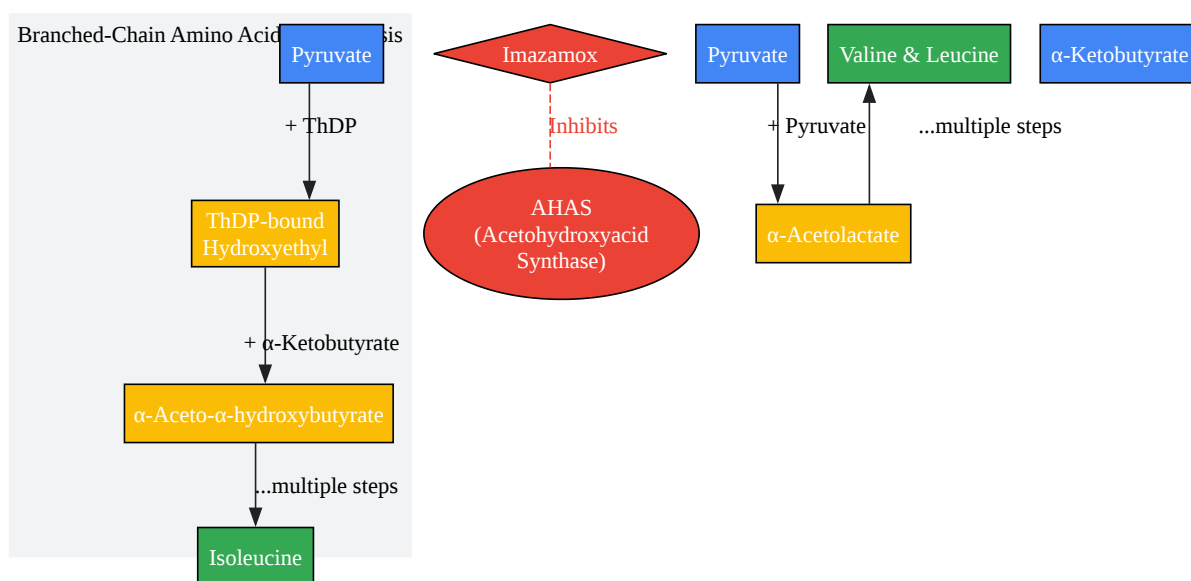 Branched-Chain Amino Acid sis
Pyruvate
+ ThDP
ThDP-bound
Hydroxyethyl
+ α-Ketobutyrate
α-Aceto-α-hydroxybutyrate
...multiple steps
Isoleucine
Imazamox
Inhibits
AHAS
(Acetohydroxyacid
Synthase)
Pyruvate
+ Pyruvate
α-Acetolactate
Valine & Leucine
...multiple steps
α-Ketobutyrate